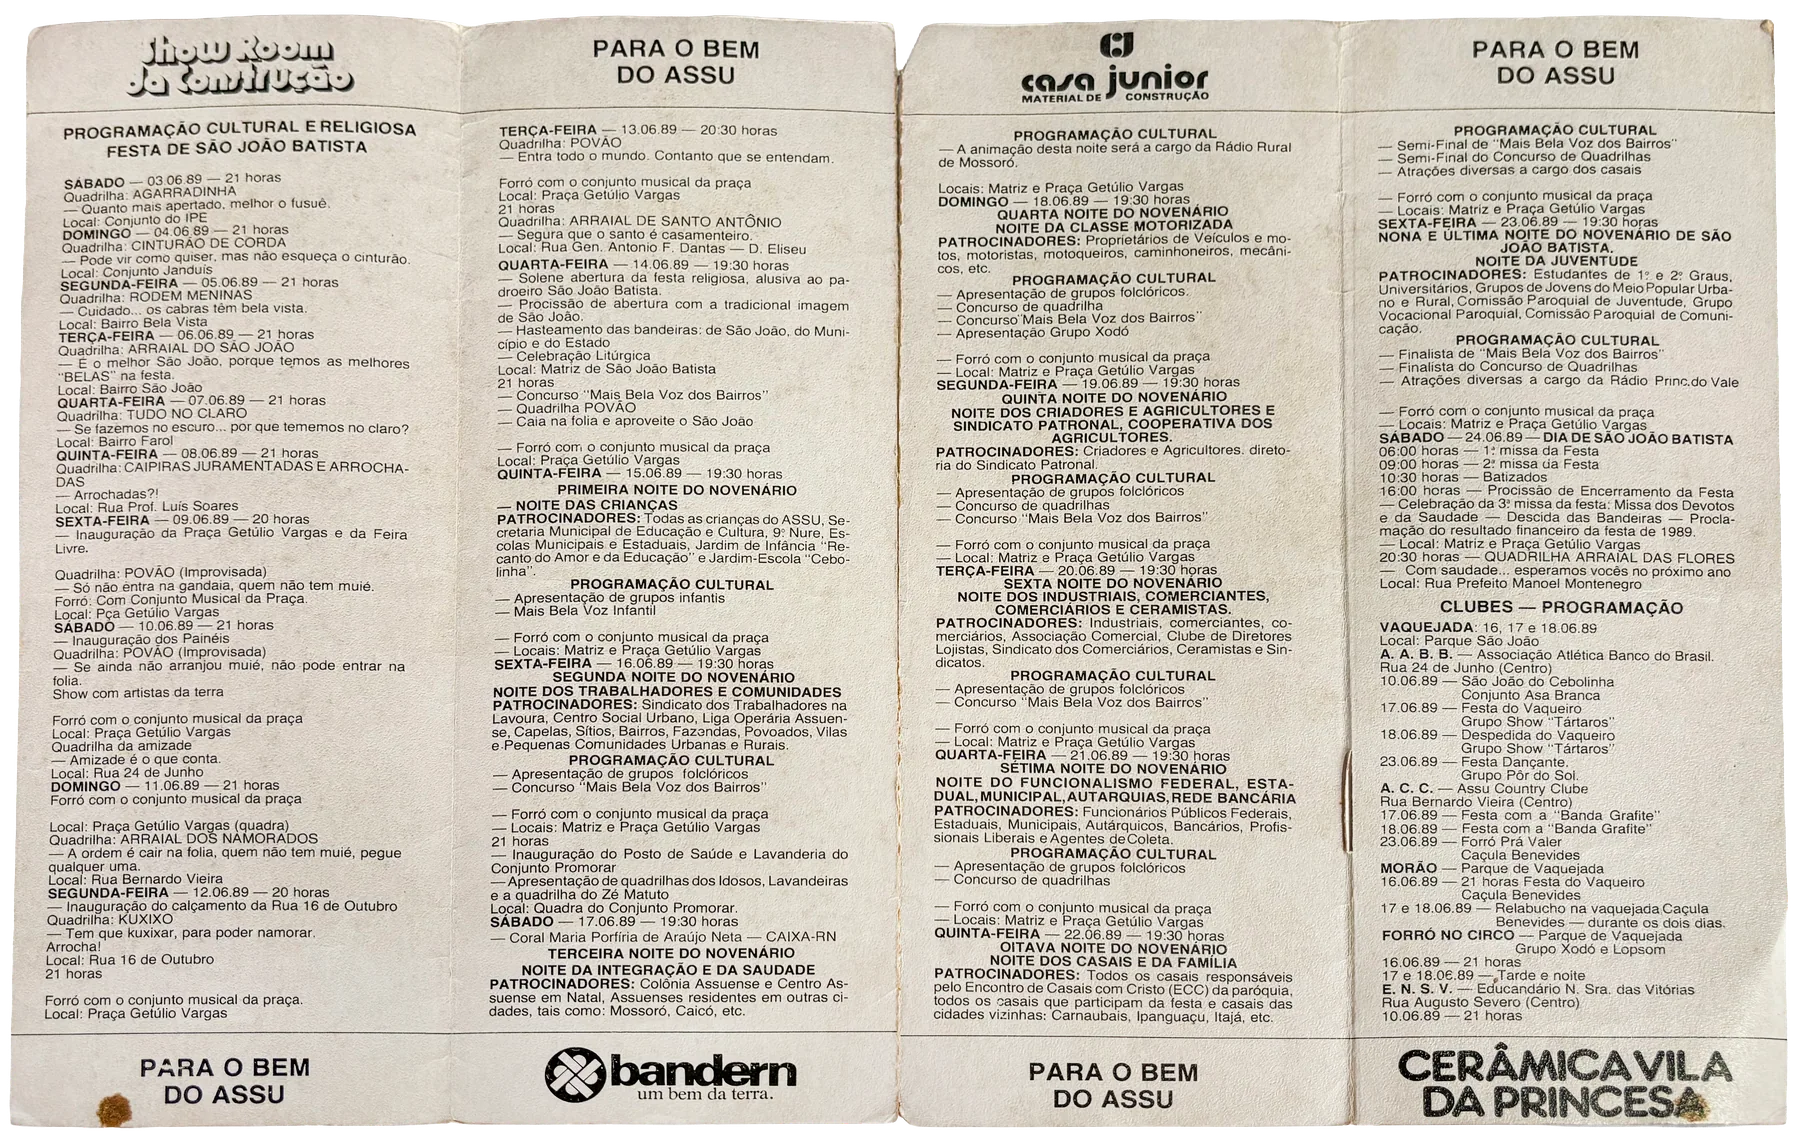 Show Room
da Construção
PROGRAMAÇÃO CULTURAL E RELIGIOSA
FESTA DE SÃO JOÃO BATISTA
SÁBADO — 03.06.89 — 21 horas
Quadrilha: AGARRADINHA
— Quanto mais apertado, melhor o fusuê.
Local: Conjunto do IPE
DOMINGO — 04.06.89 — 21 horas
Quadrilha: CINTURÃO DE CORDA
— Pode vir como quiser, mas não esqueça o cinturão.
Local: Conjunto Janduís
SEGUNDA-FEIRA — 05.06.89 — 21 horas
Quadrilha: RODEM MENINAS
— Cuidado... os cabras têm bela vista.
Local: Bairro Bela Vista
TERÇA-FEIRA — 06.06.89 — 21 horas
Quadrilha: ARRAIAL DO SÃO JOÃO
— É o melhor São João, porque temos as melhores
"BELAS" na festa.
Local: Bairro São João
QUARTA-FEIRA — 07.06.89 — 21 horas
Quadrilha: TUDO NO CLARO
— Se fazemos no escuro... por que tememos no claro?
Local: Bairro Farol
QUINTA-FEIRA — 08.06.89 — 21 horas
Quadrilha: CAIPIRAS JURAMENTADAS E ARROCHA-
DAS
— Arrochadas?!
Local: Rua Prof. Luís Soares
SEXTA-FEIRA — 09.06.89 — 20 horas
— Inauguração da Praça Getúlio Vargas e da Feira
Livre.
Quadrilha: POVÃO (Improvisada)
— Só não entra na gandaia, quem não tem muié.
Forró: Com Conjunto Musical da Praça.
Local: Pça Getúlio Vargas
SÁBADO — 10.06.89 — 21 horas
— Inauguração dos Painéis
Quadrilha: POVÃO (Improvisada)
— Se ainda não arranjou muié, não pode entrar na
folia.
Show com artistas da terra
Forró com o conjunto musical da praça
Local: Praça Getúlio Vargas
Quadrilha da amizade
— Amizade é o que conta.
Local: Rua 24 de Junho
DOMINGO — 11.06.89 — 21 horas
Forró com o conjunto musical da praça
Local: Praça Getúlio Vargas (quadra)
Quadrilha: ARRAIAL DOS NAMORADOS
— A ordem é cair na folia, quem não tem muié, pegue
qualquer uma.
Local: Rua Bernardo Vieira
SEGUNDA-FEIRA — 12.06.89 — 20 horas
— Inauguração do calçamento da Rua 16 de Outubro
Quadrilha: KUXIXO
— Tem que kuxixar, para poder namorar.
Arrocha!
Local: Rua 16 de Outubro
21 horas
Forró com o conjunto musical da praça.
Local: Praça Getúlio Vargas
PARA O BEM
DO ASSU
PARA O BEM
DO ASSU
TERÇA-FEIRA — 13.06.89 — 20:30 horas
Quadrilha: POVÃO
— Entra todo o mundo. Contanto que se entendam.
Forró com o conjunto musical da praça
Local: Praça Getúlio Vargas
21 horas
Quadrilha: ARRAIAL DE SANTO ANTÔNIO
— Segura que o santo é casamenteiro.
Local: Rua Gen. Antonio F. Dantas — D. Eliseu
QUARTA-FEIRA — 14.06.89 — 19:30 horas
— Solene abertura da festa religiosa, alusiva ao pa-
droeiro São João Batista.
— Procissão de abertura com a tradicional imagem
de São João.
— Hasteamento das bandeiras: de São João, do Muni-
cípio e do Estado
— Celebração Litúrgica
Local: Matriz de São João Batista
21 horas
— Concurso "Mais Bela Voz dos Bairros"
— Quadrilha POVÃO
— Caia na folia e aproveite o São João
— Forró com o conjunto musical da praça
Local: Praça Getúlio Vargas
QUINTA-FEIRA — 15.06.89 — 19:30 horas
PRIMEIRA NOITE DO NOVENÁRIO
— NOITE DAS CRIANÇAS
PATROCINADORES: Todas as crianças do ASSU, Se-
cretaria Municipal de Educação e Cultura, 9º Nure, Es-
colas Municipais e Estaduais, Jardim de Infância "Re-
canto do Amor e da Educação" e Jardim-Escola "Cebo-
linha".
PROGRAMAÇÃO CULTURAL
— Apresentação de grupos infantis
— Mais Bela Voz Infantil
— Forró com o conjunto musical da praça
— Locais: Matriz e Praça Getúlio Vargas
SEXTA-FEIRA — 16.06.89 — 19:30 horas
SEGUNDA NOITE DO NOVENÁRIO
NOITE DOS TRABALHADORES E COMUNIDADES
PATROCINADORES: Sindicato dos Trabalhadores na
Lavoura, Centro Social Urbano, Liga Operária Assuen-
se, Capelas, Sítios, Bairros, Fazendas, Povoados, Vilas
e Pequenas Comunidades Urbanas e Rurais.
PROGRAMAÇÃO CULTURAL
— Apresentação de grupos folclóricos
— Concurso "Mais Bela Voz dos Bairros"
— Forró com o conjunto musical da praça
— Locais: Matriz e Praça Getúlio Vargas
21 horas
— Inauguração do Posto de Saúde e Lavanderia do
Conjunto Promorar
— Apresentação de quadrilhas dos Idosos, Lavandeiras
e a quadrilha do Zé Matuto
Local: Quadra do Conjunto Promorar.
SÁBADO — 17.06.89 — 19:30 horas
— Coral Maria Porfíria de Araújo Neta — CAIXA-RN
TERCEIRA NOITE DO NOVENÁRIO
NOITE DA INTEGRAÇÃO E DA SAUDADE
PATROCINADORES: Colônia Assuense e Centro As-
suense em Natal, Assuenses residentes em outras ci-
dades, tais como: Mossoró, Caicó, etc.
bandern
um bem da terra.
casa junior
MATERIAL DE CONSTRUÇÃO
PROGRAMAÇÃO CULTURAL
— A animação desta noite será a cargo da Rádio Rural
de Mossoró.
Locais: Matriz e Praça Getúlio Vargas
DOMINGO — 18.06.89 — 19:30 horas
QUARTA NOITE DO NOVENÁRIO
NOITE DA CLASSE MOTORIZADA
PATROCINADORES: Proprietários de Veículos e mo-
tos, motoristas, motoqueiros, caminhoneiros, mecâni-
cos, etc.
PROGRAMAÇÃO CULTURAL
— Apresentação de grupos folclóricos.
— Concurso de quadrilha
— Concurso "Mais Bela Voz dos Bairros"
— Apresentação Grupo Xodó
— Forró com o conjunto musical da praça
— Local: Matriz e Praça Getúlio Vargas
SEGUNDA-FEIRA — 19.06.89 — 19:30 horas
QUINTA NOITE DO NOVENÁRIO
NOITE DOS CRIADORES E AGRICULTORES E
SINDICATO PATRONAL, COOPERATIVA DOS
AGRICULTORES.
PATROCINADORES: Criadores e Agricultores. direto-
ria do Sindicato Patronal.
PROGRAMAÇÃO CULTURAL
— Apresentação de grupos folclóricos
— Concurso de quadrilhas
— Concurso "Mais Bela Voz dos Bairros"
— Forró com o conjunto musical da praça
— Local: Matriz e Praça Getúlio Vargas
TERÇA-FEIRA — 20.06.89 — 19:30 horas
SEXTA NOITE DO NOVENÁRIO
NOITE DOS INDUSTRIAIS, COMERCIANTES,
COMERCIÁRIOS E CERAMISTAS.
PATROCINADORES: Industriais, comerciantes, co-
merciários, Associação Comercial, Clube de Diretores
Lojistas, Sindicato dos Comerciários, Ceramistas e Sin-
dicatos.
PROGRAMAÇÃO CULTURAL
— Apresentação de grupos folclóricos
— Concurso "Mais Bela Voz dos Bairros"
— Forró com o conjunto musical da praça
— Local: Matriz e Praça Getúlio Vargas
QUARTA-FEIRA — 21.06.89 — 19:30 horas
SÉTIMA NOITE DO NOVENÁRIO
NOITE DO FUNCIONALISMO FEDERAL, ESTA-
DUAL, MUNICIPAL, AUTARQUIAS, REDE BANCÁRIA
PATROCINADORES: Funcionários Públicos Federais,
Estaduais, Municipais, Autárquicos, Bancários, Profis-
sionais Liberais e Agentes de Coleta.
PROGRAMAÇÃO CULTURAL
— Apresentação de grupos folclóricos
— Concurso de quadrilhas
— Forró com o conjunto musical da praça
— Locais: Matriz e Praça Getúlio Vargas
QUINTA-FEIRA — 22.06.89 — 19:30 horas
OITAVA NOITE DO NOVENÁRIO
NOITE DOS CASAIS E DA FAMÍLIA
PATROCINADORES: Todos os casais responsáveis
pelo Encontro de Casais com Cristo (ECC) da paróquia,
todos os casais que participam da festa e casais das
cidades vizinhas: Carnaubais, Ipanguaçu, Itajá, etc.
PARA O BEM
DO ASSU
PARA O BEM
DO ASSU
PROGRAMAÇÃO CULTURAL
— Semi-Final de "Mais Bela Voz dos Bairros"
— Semi-Final do Concurso de Quadrilhas
— Atrações diversas a cargo dos casais
— Forró com o conjunto musical da praça
— Locais: Matriz e Praça Getúlio Vargas
SEXTA-FEIRA — 23.06.89 — 19:30 horas
NONA E ÚLTIMA NOITE DO NOVENÁRIO DE SÃO
JOÃO BATISTA.
NOITE DA JUVENTUDE
PATROCINADORES: Estudantes de 1º e 2º Graus,
Universitários, Grupos de Jovens do Meio Popular Urba-
no e Rural, Comissão Paroquial de Juventude, Grupo
Vocacional Paroquial, Comissão Paroquial de Comuni-
cação.
PROGRAMAÇÃO CULTURAL
— Finalista de "Mais Bela Voz dos Bairros"
— Finalista do Concurso de Quadrilhas
— Atrações diversas a cargo da Rádio Princ.do Vale
— Forró com o conjunto musical da praça
— Locais: Matriz e Praça Getúlio Vargas
SÁBADO — 24.06.89 — DIA DE SÃO JOÃO BATISTA
06:00 horas — 1ª missa da Festa
09:00 horas — 2ª missa da Festa
10:30 horas — Batizados
16:00 horas — Procissão de Encerramento da Festa
— Celebração da 3ª missa da festa: Missa dos Devotos
e da Saudade — Descida das Bandeiras — Procla-
mação do resultado financeiro da festa de 1989.
— Local: Matriz e Praça Getúlio Vargas
20:30 horas — QUADRILHA ARRAIAL DAS FLORES
— Com saudade... esperamos vocês no próximo ano
Local: Rua Prefeito Manoel Montenegro
CLUBES — PROGRAMAÇÃO
VAQUEJADA: 16, 17 e 18.06.89
Local: Parque São João
A. A. B. B. — Associação Atlética Banco do Brasil.
Rua 24 de Junho (Centro)
10.06.89 — São João do Cebolinha
Conjunto Asa Branca
17.06.89 — Festa do Vaqueiro
Grupo Show "Tártaros"
18.06.89 — Despedida do Vaqueiro
Grupo Show "Tártaros"
23.06.89 — Festa Dançante.
Grupo Pôr do Sol.
A. C. C. — Assu Country Clube
Rua Bernardo Vieira (Centro)
17.06.89 — Festa com a "Banda Grafite"
18.06.89 — Festa com a "Banda Grafite"
23.06.89 — Forró Prá Valer
Caçula Benevides
MORÃO — Parque de Vaquejada
16.06.89 — 21 horas Festa do Vaqueiro
Caçula Benevides
17 e 18.06.89 — Relabucho na vaquejada Caçula
Benevides — durante os dois dias.
FORRÓ NO CIRCO — Parque de Vaquejada
Grupo Xodó e Lopsom
16.06.89 — 21 horas
17 e 18.06.89 — Tarde e noite
E. N. S. V. — Educandário N. Sra. das Vitórias
Rua Augusto Severo (Centro)
10.06.89 — 21 horas
CERÂMICA VILA
DA PRINCESA